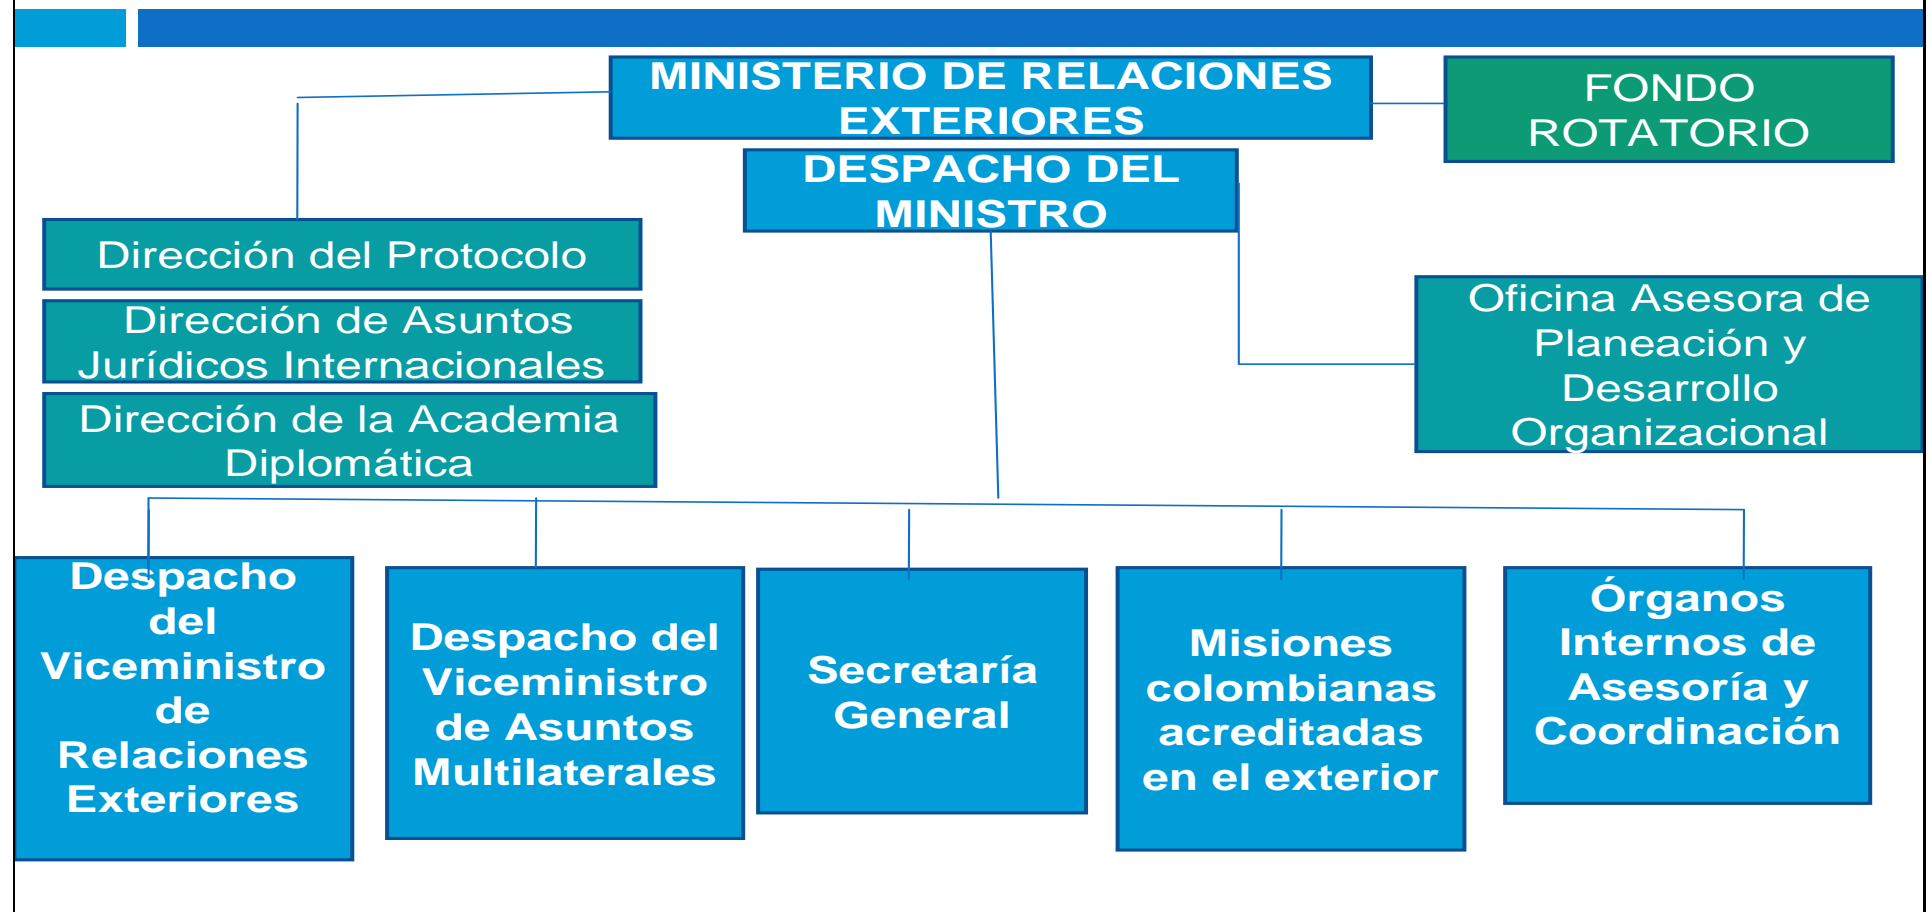 MINISTERIO DE RELACIONES
EXTERIORES
FONDO
ROTATORIO
DESPACHO DEL
MINISTRO
Dirección del Protocolo
Dirección de Asuntos
Jurídicos Internacionales
Dirección de la Academia
Diplomática
Oficina Asesora de
Planeación y
Desarrollo
Organizacional
Despacho
del
Viceministro
de
Relaciones
Exteriores
Despacho del
Viceministro
de Asuntos
Multilaterales
Secretaría
General
Misiones
colombianas
acreditadas
en el exterior
Órganos
Internos de
Asesoría y
Coordinación